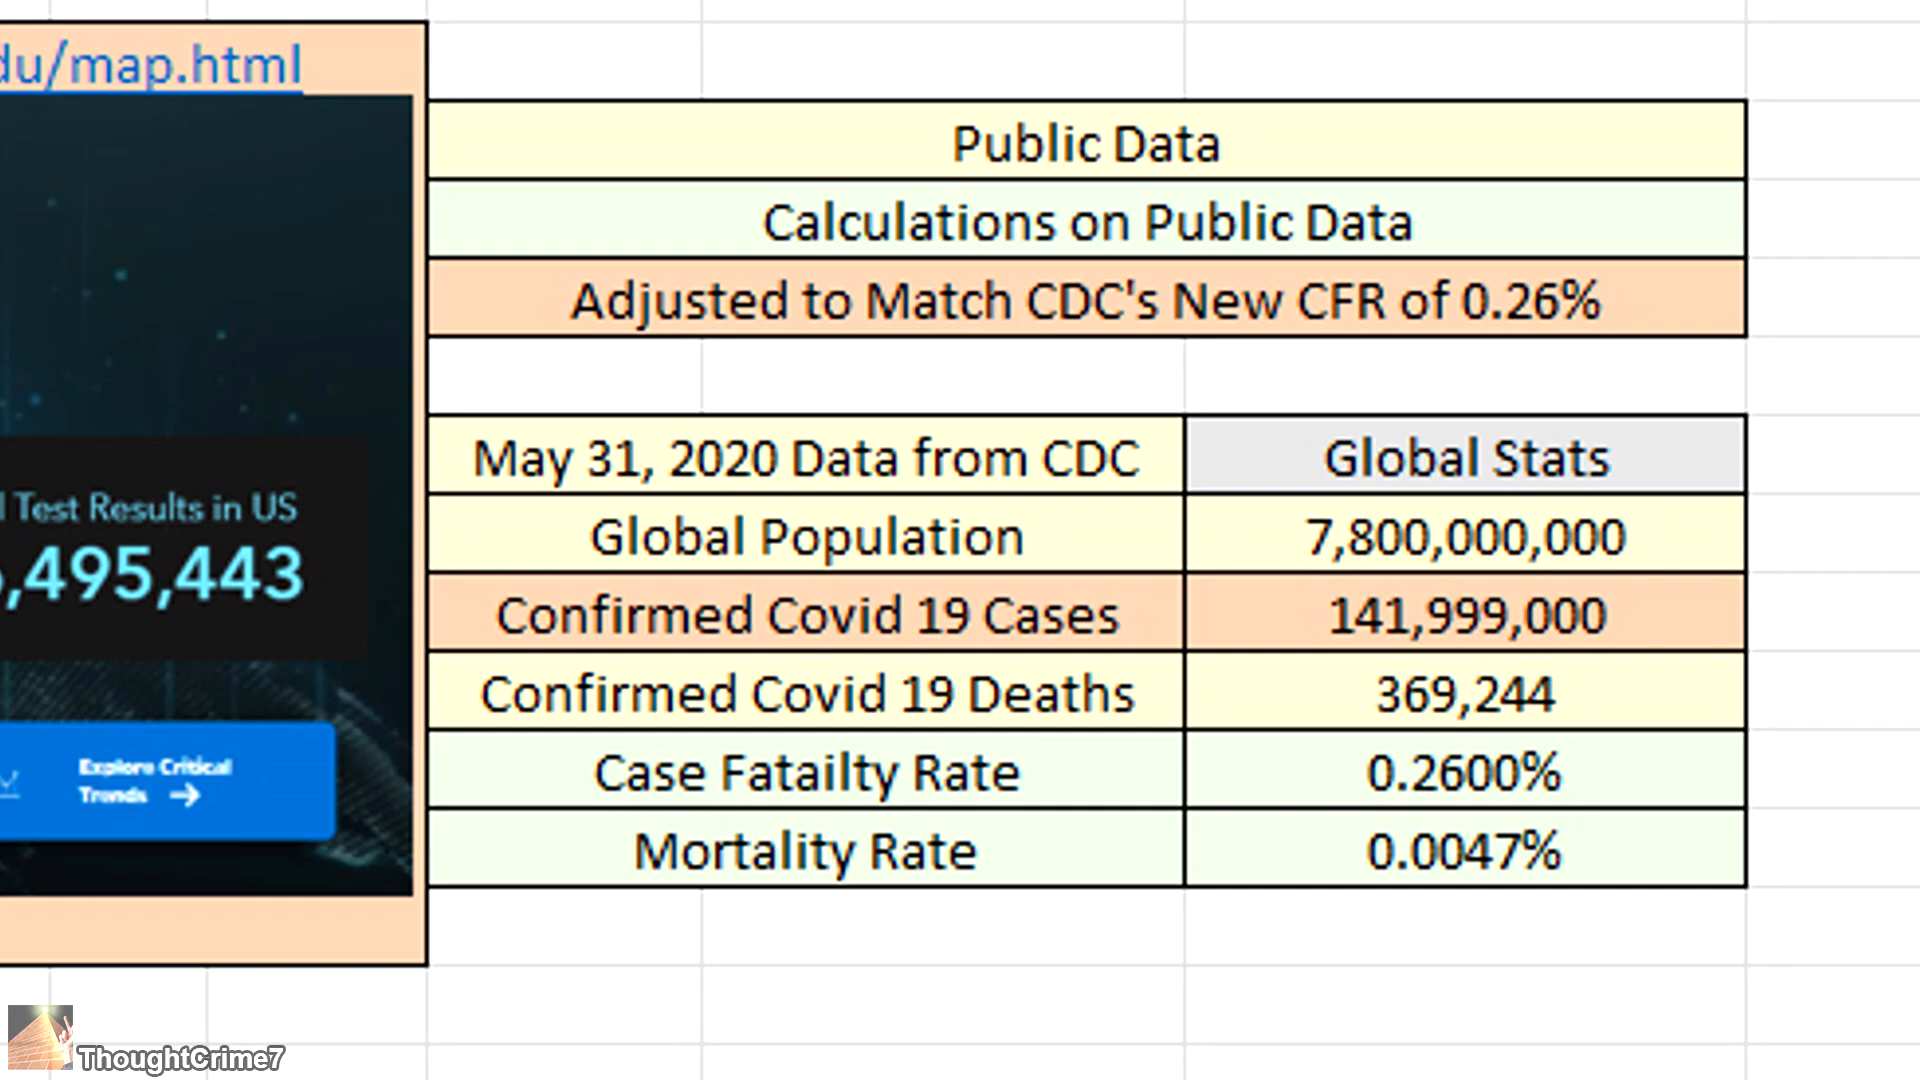 du/map.html
Public Data
Calculations on Public Data
Adjusted to Match CDC's New CFR of 0.26%
May 31, 2020 Data from CDC Global Stats
Global Population 7,800,000,000
Confirmed Covid 19 Cases 141,999,000
Confirmed Covid 19 Deaths 369,244
Case Fatailty Rate 0.2600%
Mortality Rate 0.0047%
l Test Results in US
,495,443
Explore Critical
Trends
ThoughtCrime7